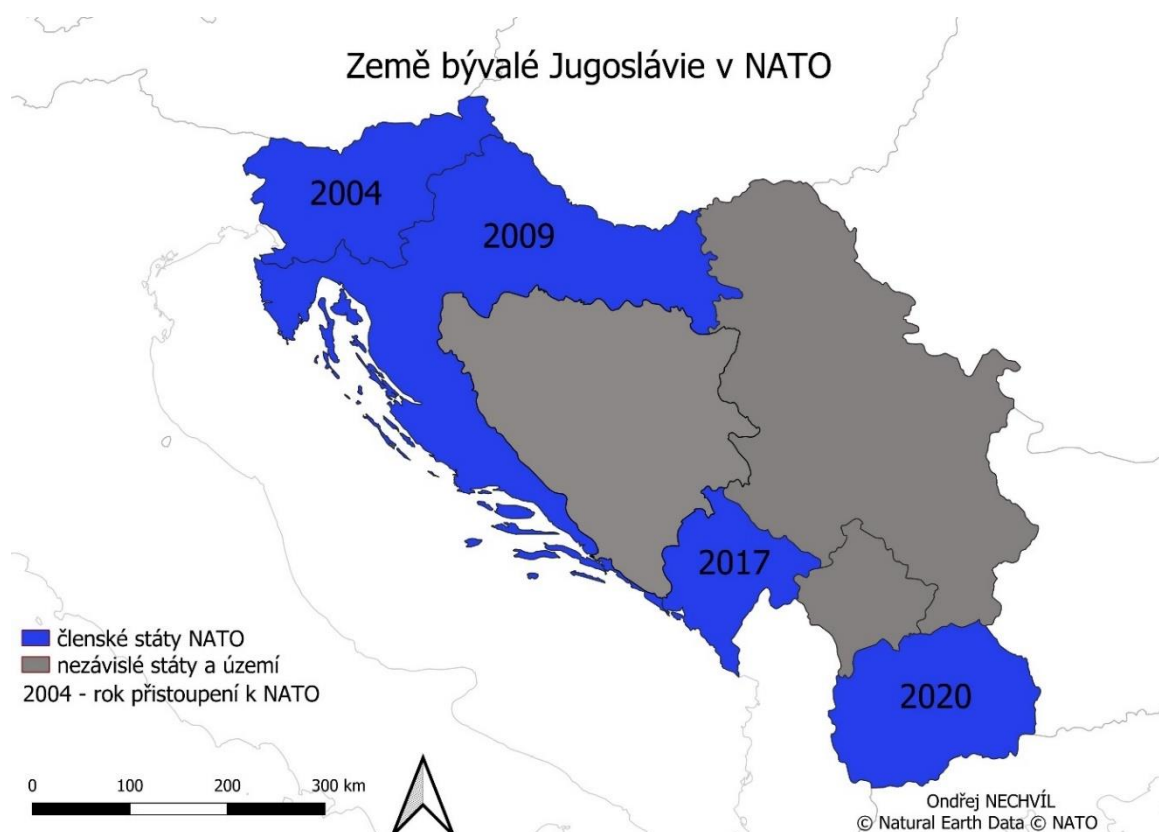 Země bývalé Jugoslávie v NATO
2004
2009
2017
2020
členské státy NATO
nezávislé státy a území
2004 - rok přistoupení k NATO
0 100 200 300 km
Ondřej NECHVÍL
© Natural Earth Data © NATO